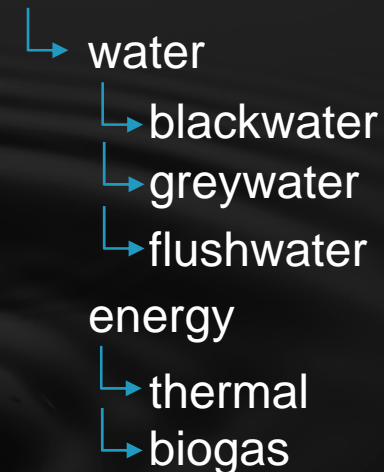 water
blackwater
greywater
flushwater
energy
thermal
biogas